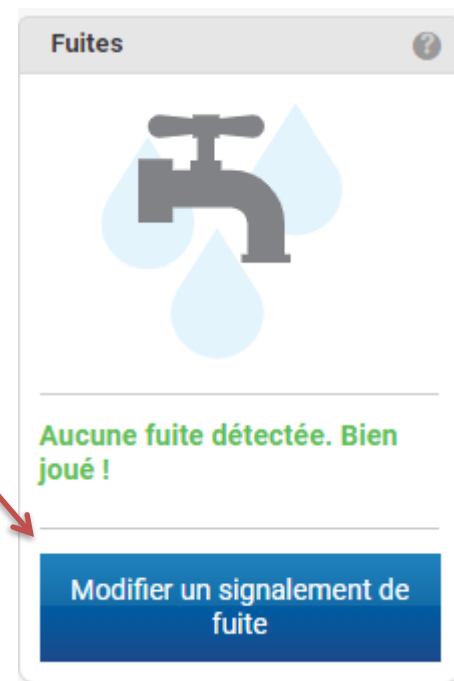 Fuites
?
Aucune fuite détectée. Bien
joué !
Modifier un signalement de
fuite